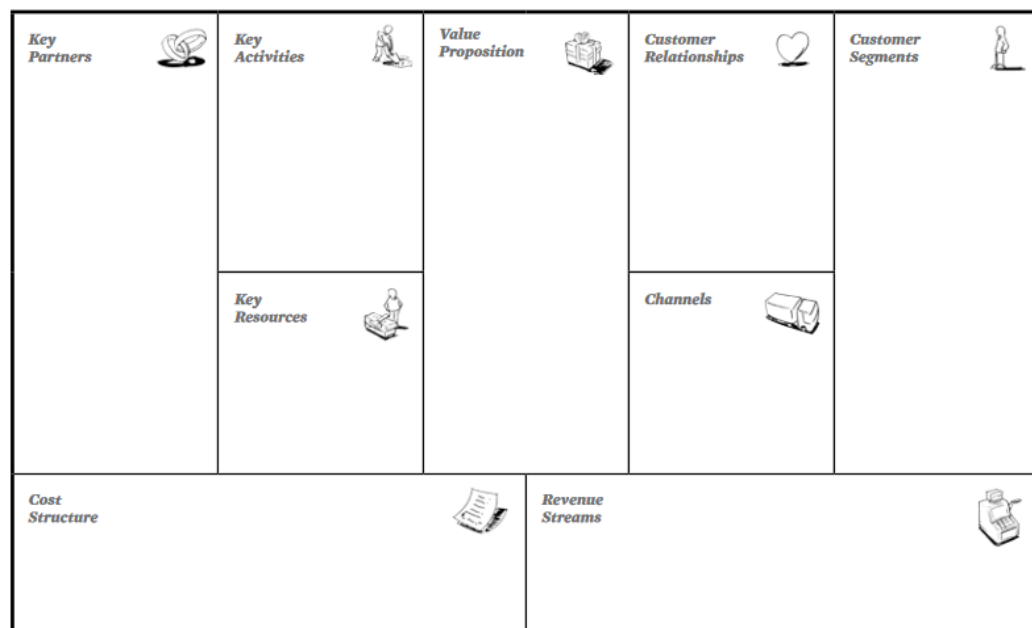 Key
Partners
Key
Activities
Value
Proposition
Customer
Relationships
Customer
Segments
Key
Resources
Channels
Cost
Structure
Revenue
Streams